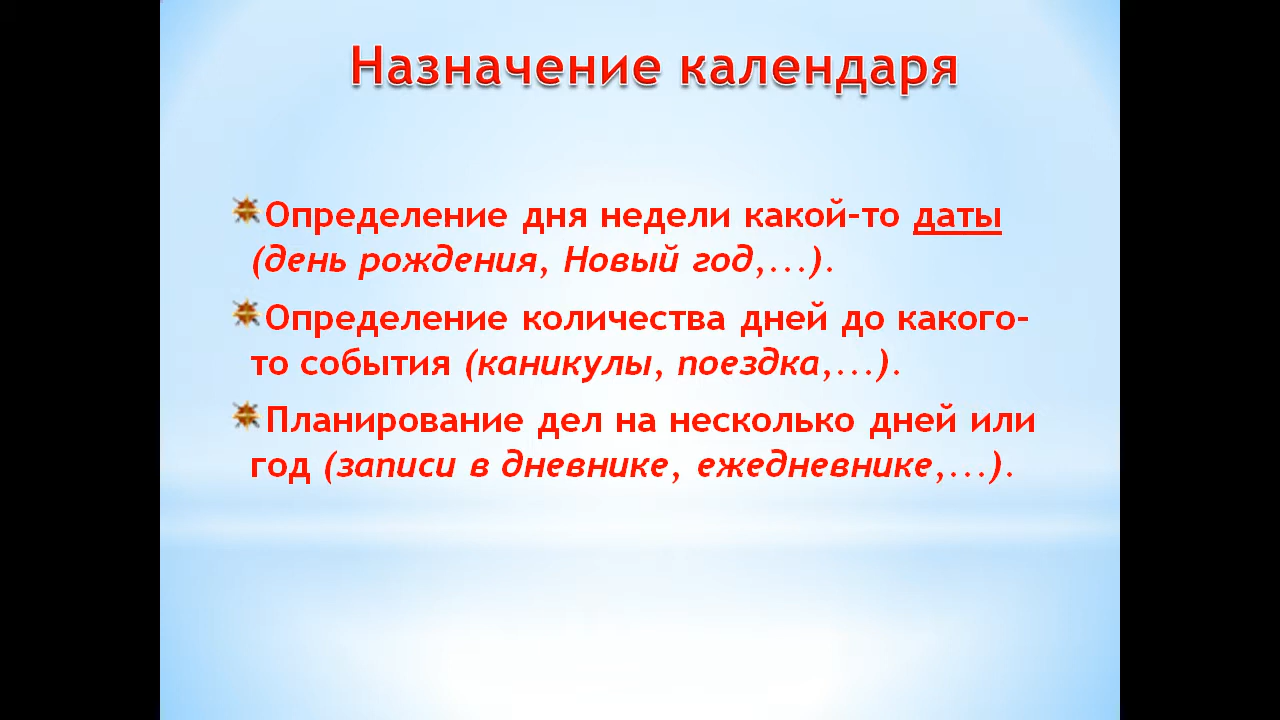 Назначение календаря
Определение дня недели какой-то даты
(день рождения, Новый год,...).
Определение количества дней до какого-
то события (каникулы, поездка,...).
Планирование дел на несколько дней или
год (записи в дневнике, ежедневнике,...).